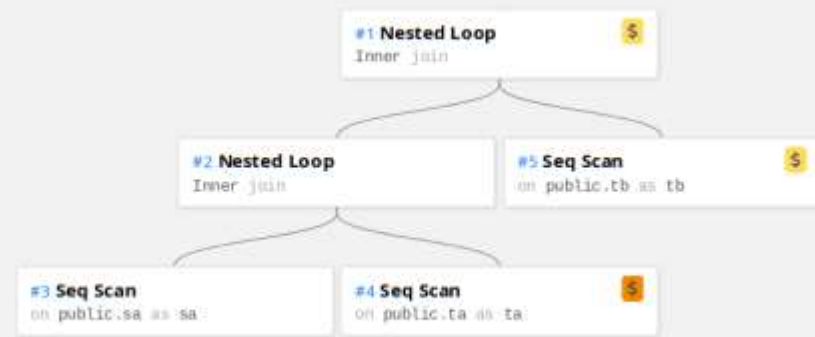 #1 Nested Loop $
Inner join
#2 Nested Loop
Inner join
#5 Seq Scan $
on public.tb as tb
#3 Seq Scan
on public.sa as sa
#4 Seq Scan $
on public.ta as ta